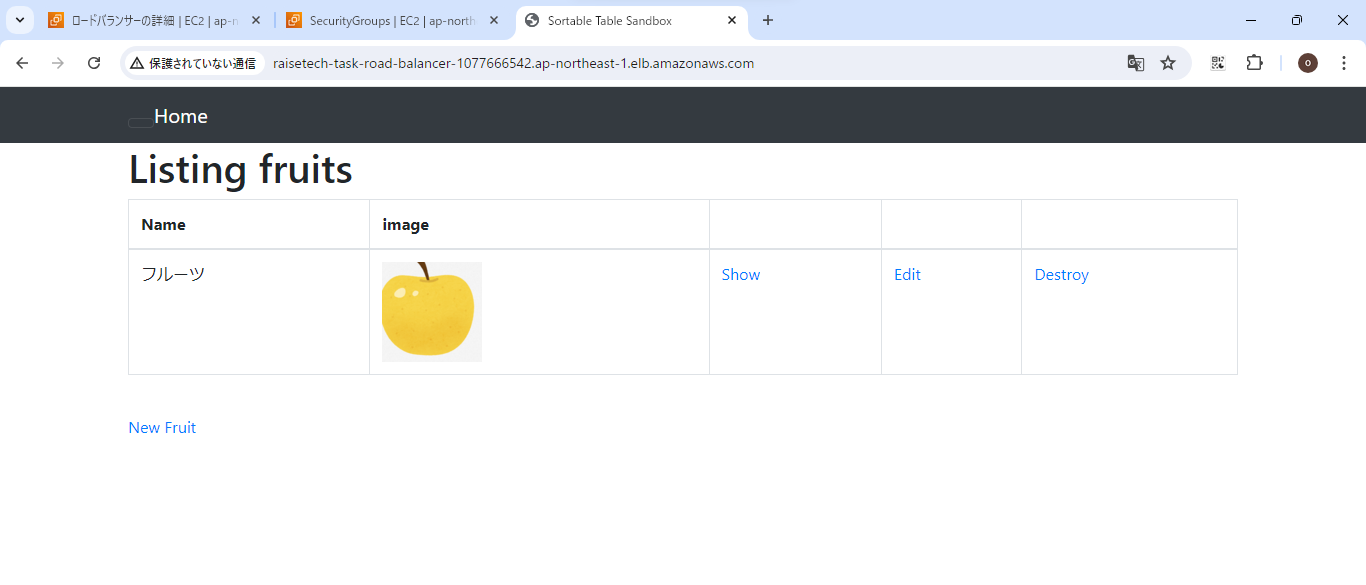 ロードバランサーの詳細 | EC2 | ap-n
SecurityGroups | EC2 | ap-north
Sortable Table Sandbox
保護されていない通信
raisetech-task-road-balancer-1077666542.ap-northeast-1.elb.amazonaws.com
o
Home
Listing fruits
Name image
フルーツ Show Edit Destroy
New Fruit